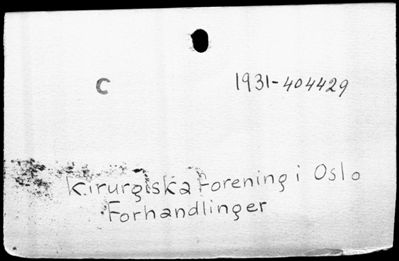 C
1931-404429
Kirurgiska Forening i Oslo
Forhandlinger